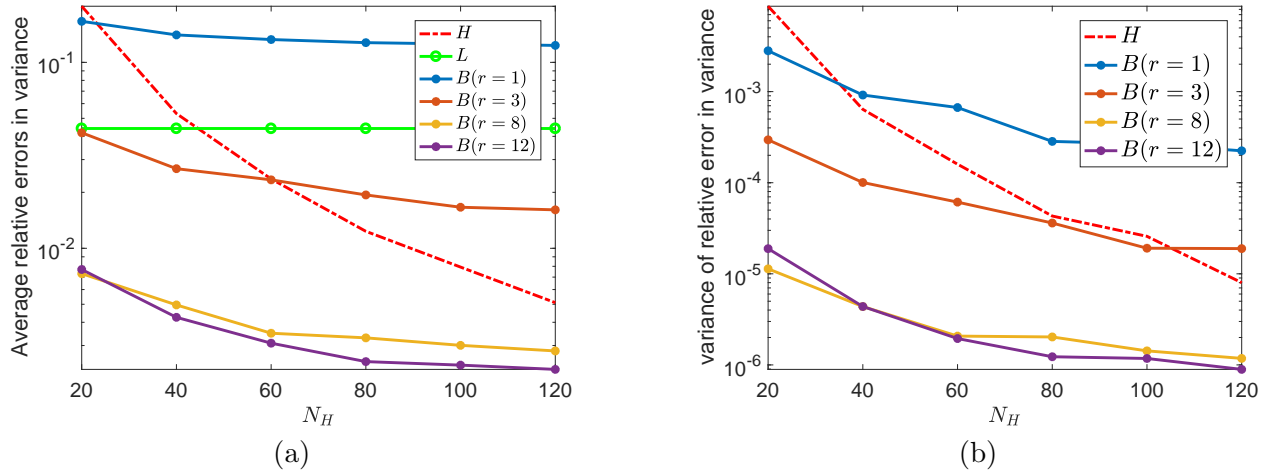 Average relative errors in variance
10^{-1}
10^{-2}
20 40 60 80 100 120
N_H
H
L
B(r = 1)
B(r = 3)
B(r = 8)
B(r = 12)
(a)
variance of relative error in variance
10^{-3}
10^{-4}
10^{-5}
10^{-6}
20 40 60 80 100 120
N_H
H
B(r = 1)
B(r = 3)
B(r = 8)
B(r = 12)
(b)